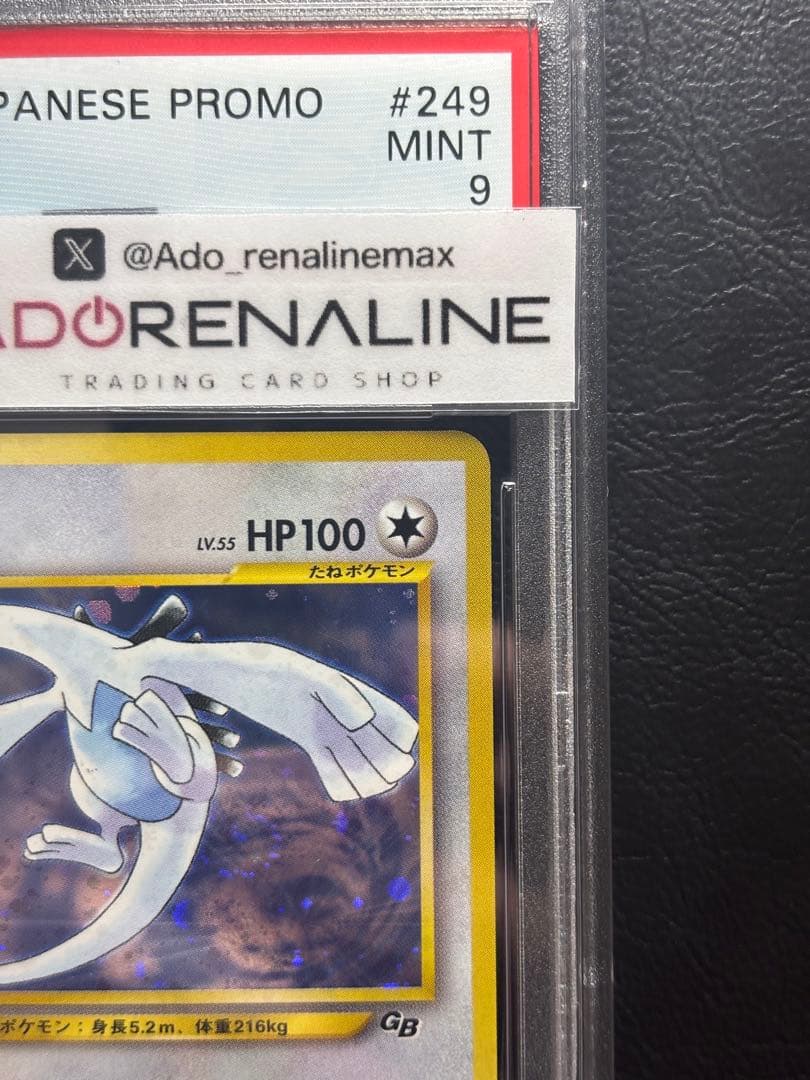 PANESE PROMO #249
MINT
9
X @Ado_renalinemax
ADORENALINE
TRADING CARD SHOP
LV.55 HP100
たねポケモン
ポケモン：身長5.2m、体重216kg
GB